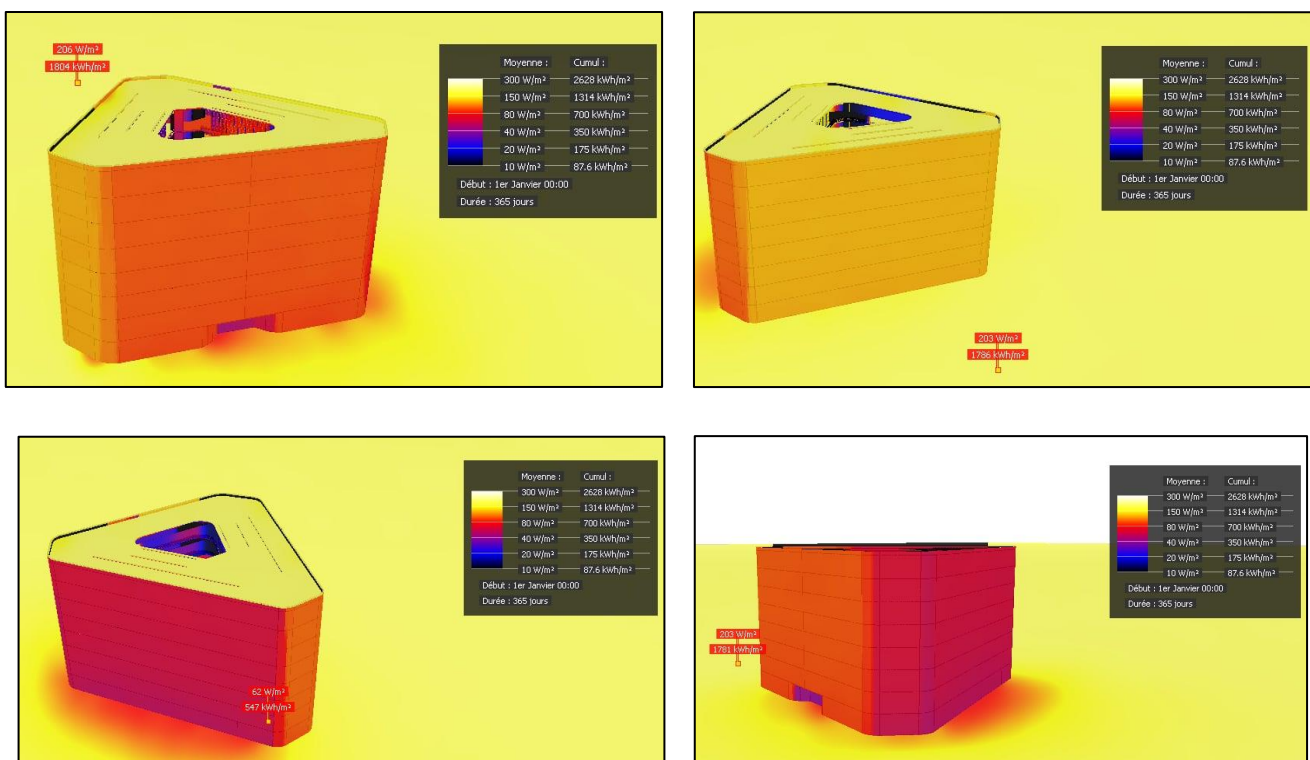 206 W/m²
1804 kWh/m²
Moyenne : Cumul :
300 W/m² 2628 kWh/m²
150 W/m² 1314 kWh/m²
80 W/m² 700 kWh/m²
40 W/m² 350 kWh/m²
20 W/m² 175 kWh/m²
10 W/m² 87.6 kWh/m²
Début : 1er Janvier 00:00
Durée : 365 jours
Moyenne : Cumul :
300 W/m² 2628 kWh/m²
150 W/m² 1314 kWh/m²
80 W/m² 700 kWh/m²
40 W/m² 350 kWh/m²
20 W/m² 175 kWh/m²
10 W/m² 87.6 kWh/m²
Début : 1er Janvier 00:00
Durée : 365 jours
203 W/m²
1786 kWh/m²
Moyenne : Cumul :
300 W/m² 2628 kWh/m²
150 W/m² 1314 kWh/m²
80 W/m² 700 kWh/m²
40 W/m² 350 kWh/m²
20 W/m² 175 kWh/m²
10 W/m² 87.6 kWh/m²
Début : 1er Janvier 00:00
Durée : 365 jours
62 W/m²
547 kWh/m²
Moyenne : Cumul :
300 W/m² 2628 kWh/m²
150 W/m² 1314 kWh/m²
80 W/m² 700 kWh/m²
40 W/m² 350 kWh/m²
20 W/m² 175 kWh/m²
10 W/m² 87.6 kWh/m²
Début : 1er Janvier 00:00
Durée : 365 jours
203 W/m²
1781 kWh/m²